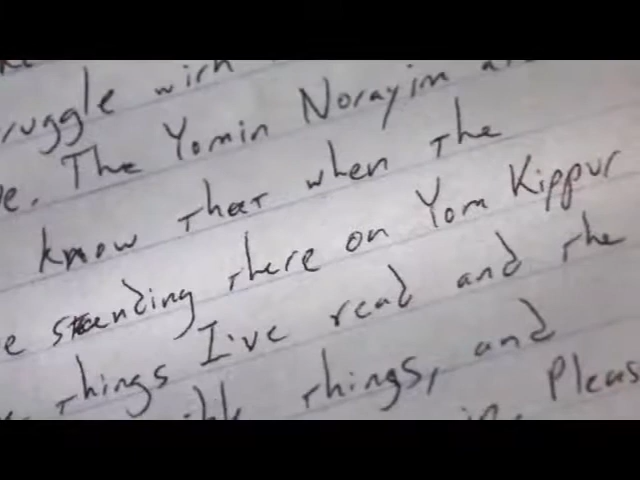 ruggle with
e. The Yomin Norayim a
know that when the
e standing there on Yom Kippur
things I've read and the
things, and
Pleas